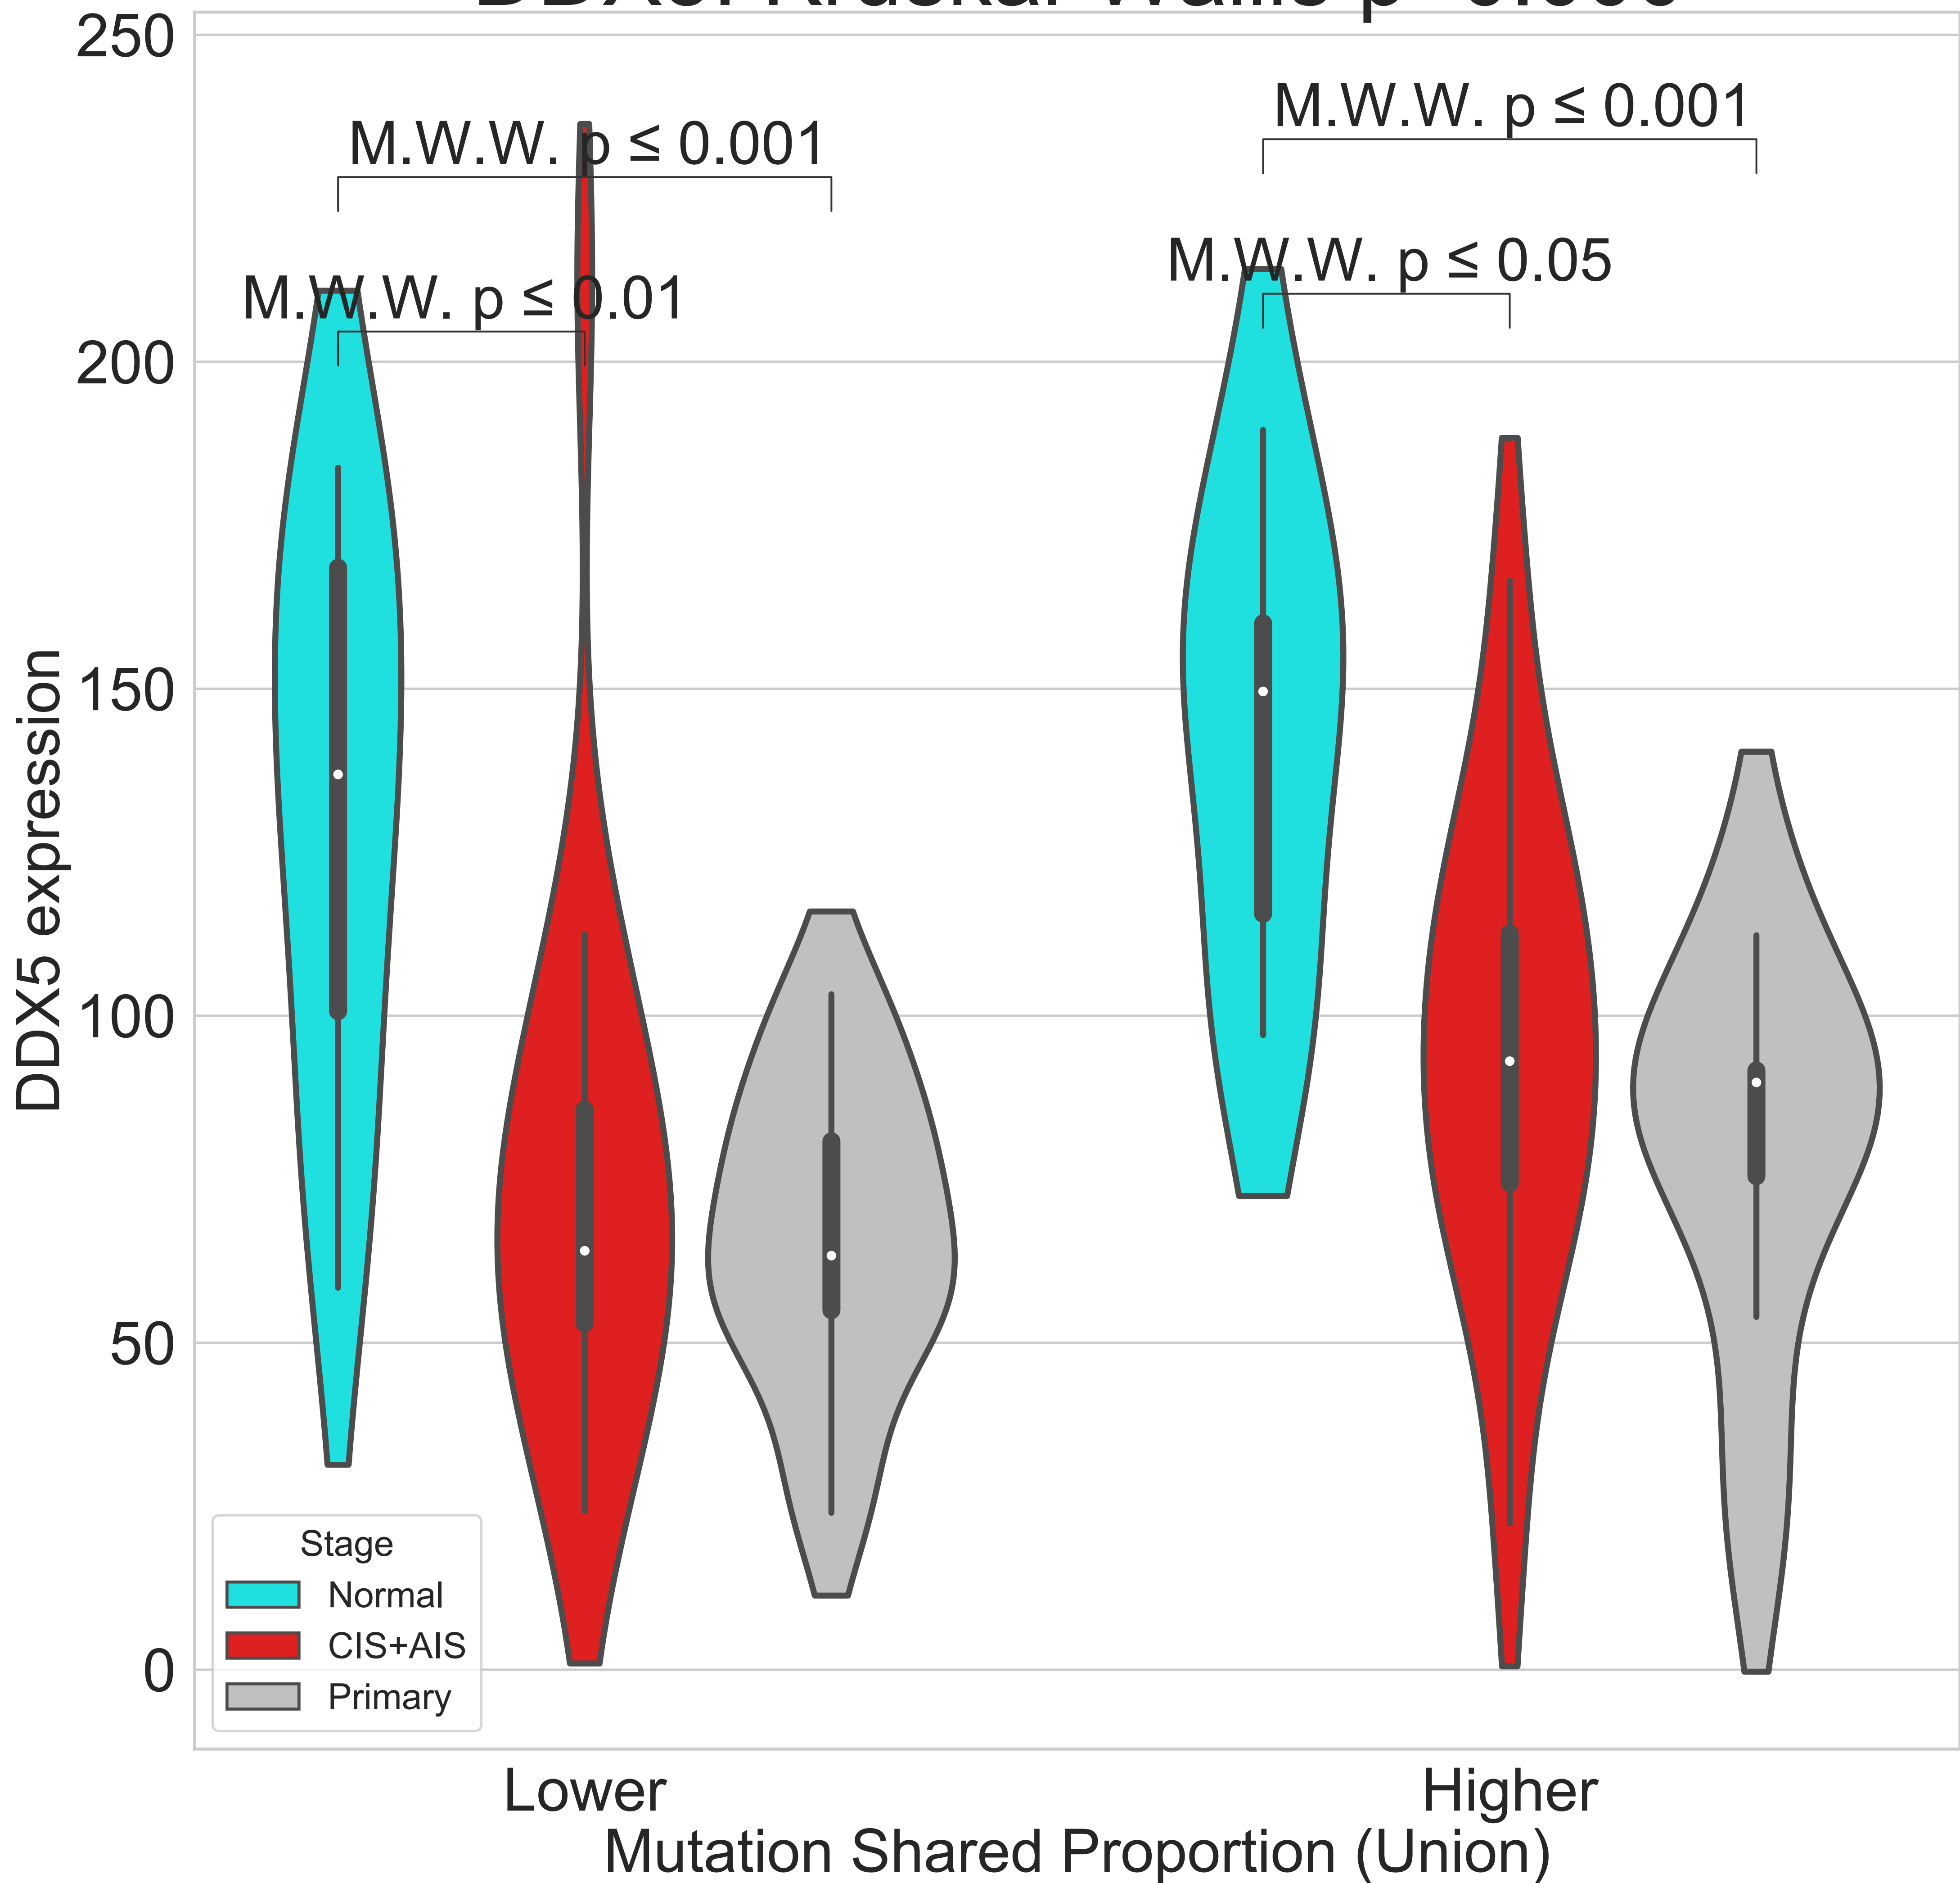 250
200
150
100
50
0
DDX5 expression
M.W.W. p ≤ 0.001
M.W.W. p ≤ 0.01
M.W.W. p ≤ 0.001
M.W.W. p ≤ 0.05
Stage
Normal
CIS+AIS
Primary
Lower
Higher
Mutation Shared Proportion (Union)